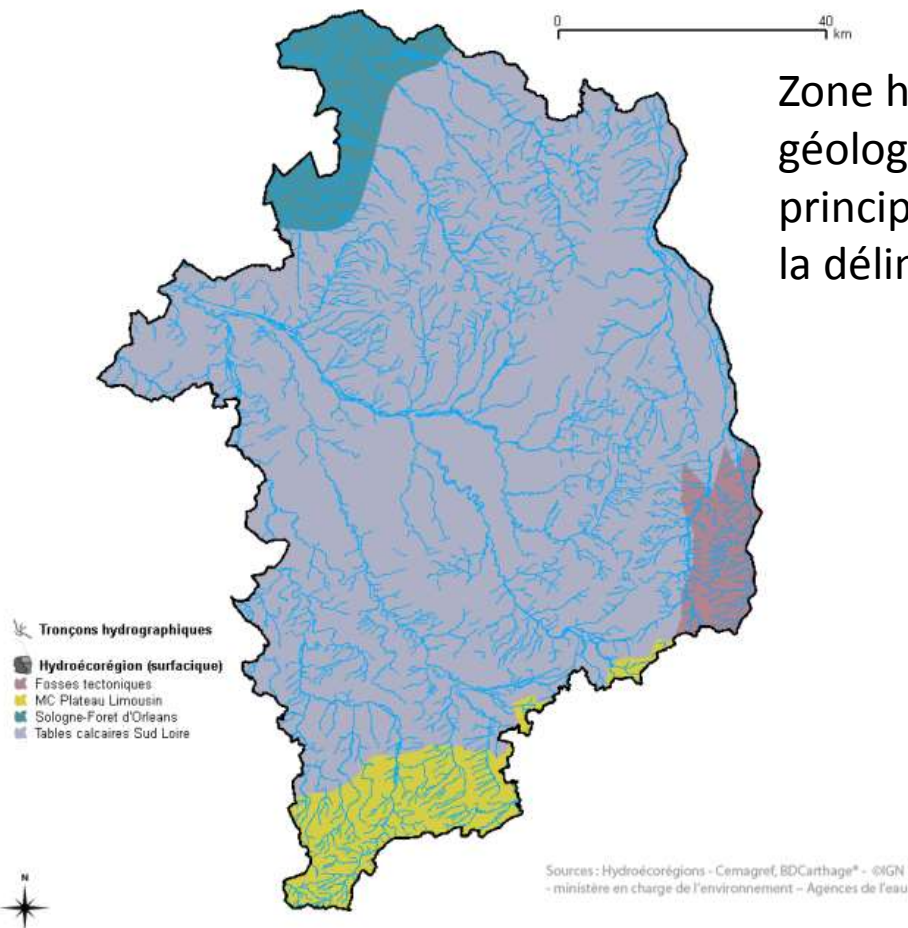 0 40
km
Zone h
géolog
princip
la délin
Tronçons hydrographiques
Hydroécorégion (surfacique)
Fosses tectoniques
MC Plateau Limousin
Sologne-Foret d'Orleans
Tables calcaires Sud Loire
N
Sources : Hydroécorégions - Cemagref, BDCarthage® - ©IGN
- ministère en charge de l'environnement – Agences de l'eau